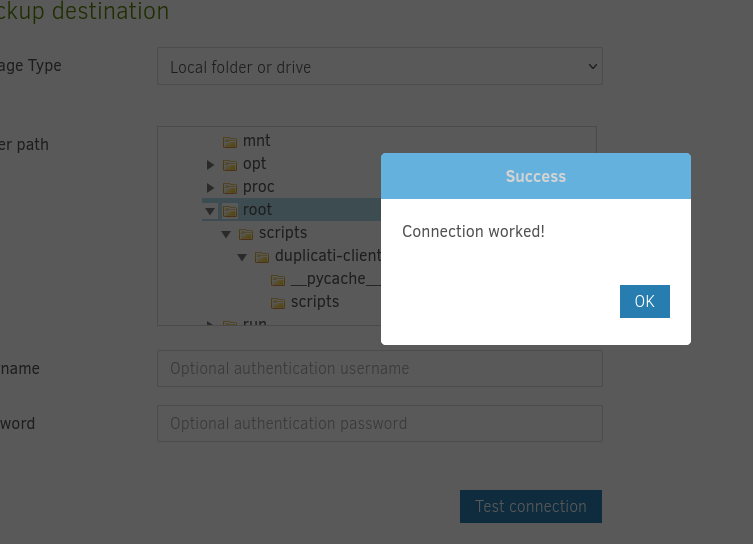 ckup destination
age Type
Local folder or drive
er path
mnt
opt
proc
root
scripts
duplicati-client
__pycache__
scripts
run
Success
Connection worked!
OK
name
Optional authentication username
word
Optional authentication password
Test connection